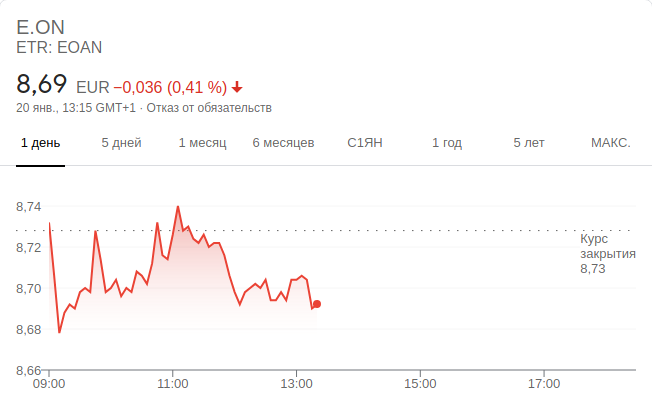 E.ON
ETR: EOAN
8,69 EUR −0,036 (0,41 %)
20 янв., 13:15 GMT+1 · Отказ от обязательств
1 день 5 дней 1 месяц 6 месяцев С1ЯН 1 год 5 лет МАКС.
8,74
Курс
закрытия
8,73
8,72
8,70
8,68
8,66
09:00 11:00 13:00 15:00 17:00